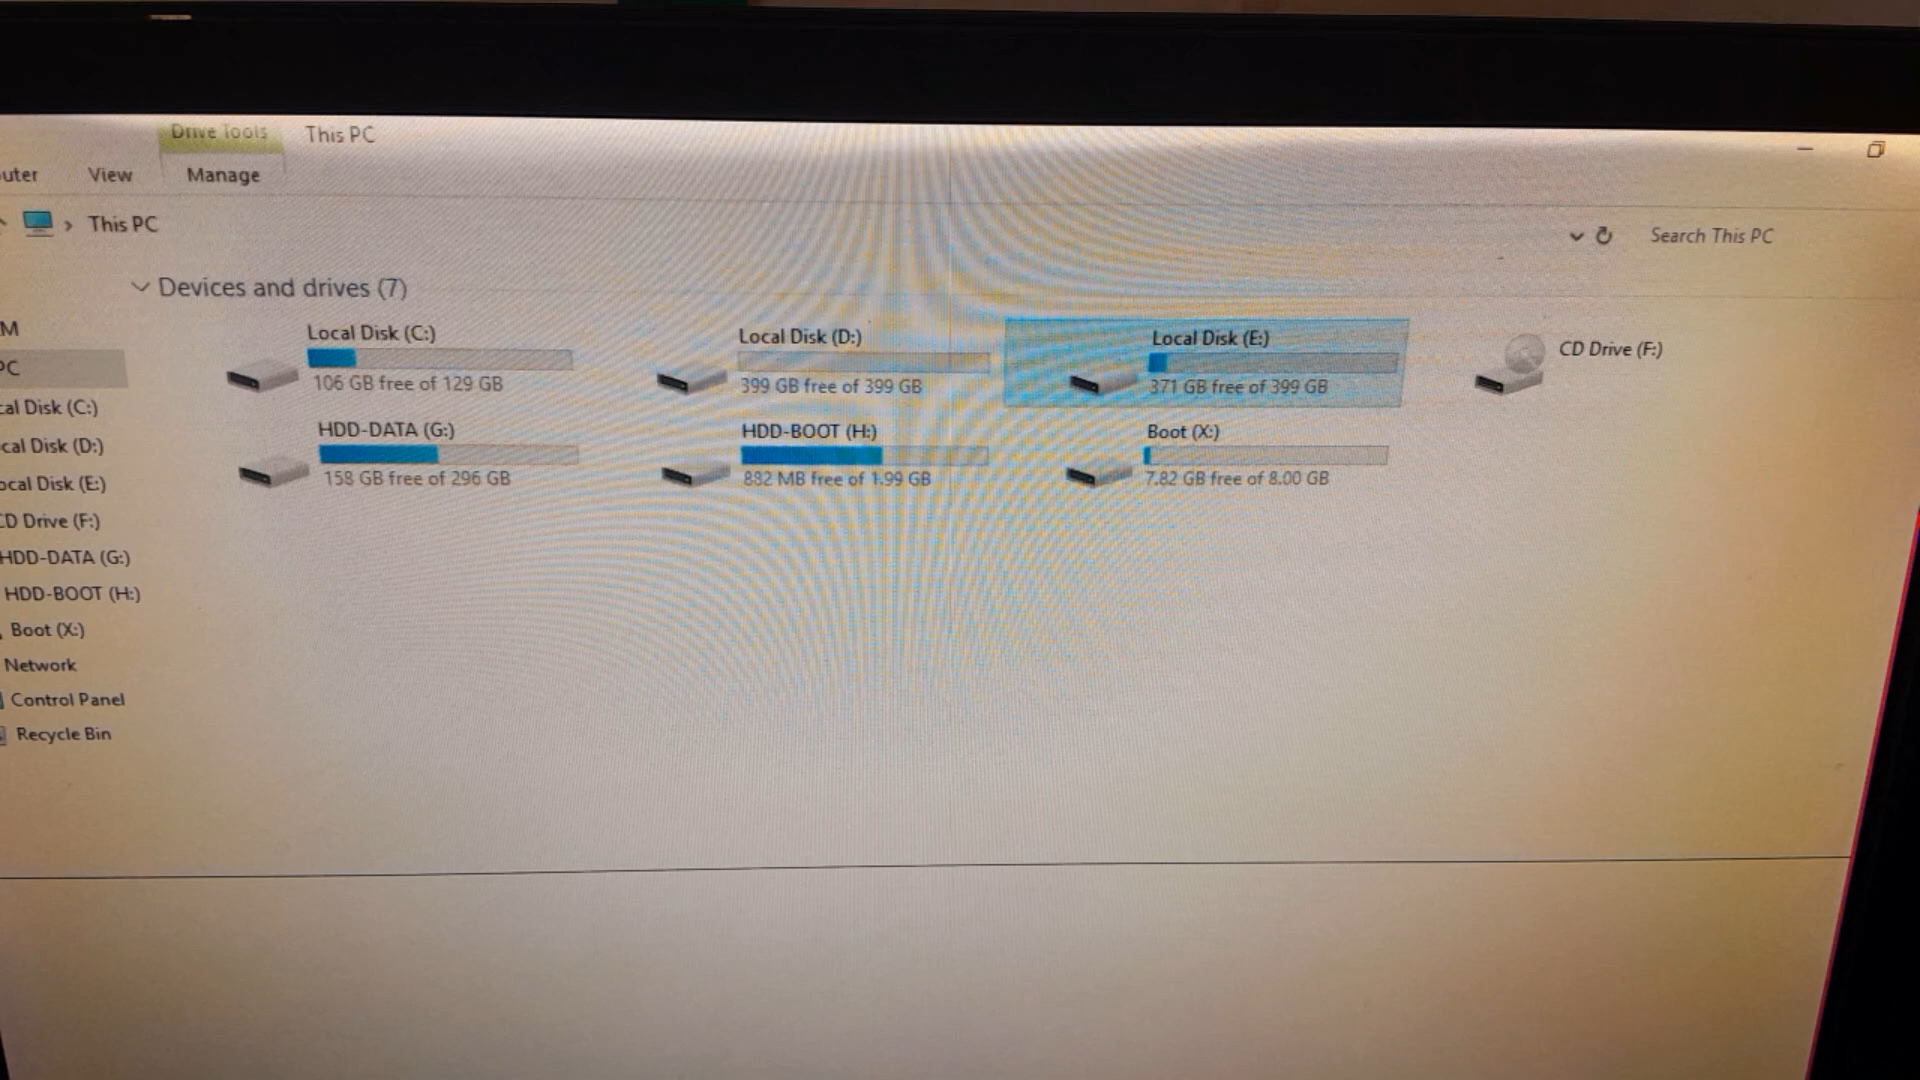 Drive Tools
This PC
uter
View
Manage
This PC
Search This PC
Devices and drives (7)
Local Disk (C:)
106 GB free of 129 GB
Local Disk (D:)
399 GB free of 399 GB
Local Disk (E:)
371 GB free of 399 GB
CD Drive (F:)
HDD-DATA (G:)
158 GB free of 296 GB
HDD-BOOT (H:)
882 MB free of 1.99 GB
Boot (X:)
7.82 GB free of 8.00 GB
M
PC
cal Disk (C:)
cal Disk (D:)
ocal Disk (E:)
CD Drive (F:)
HDD-DATA (G:)
HDD-BOOT (H:)
Boot (X:)
Network
Control Panel
Recycle Bin